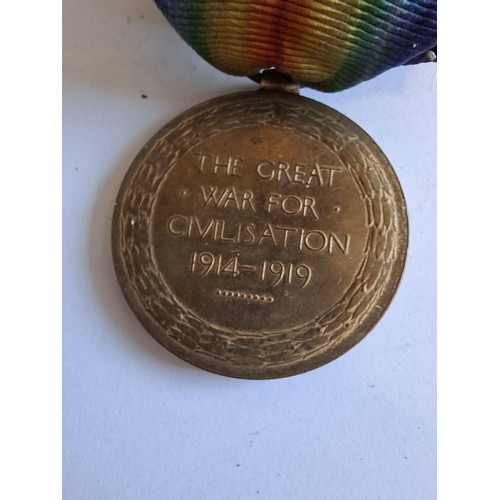 THE GREAT
· WAR FOR ·
CIVILISATION
1914-1919